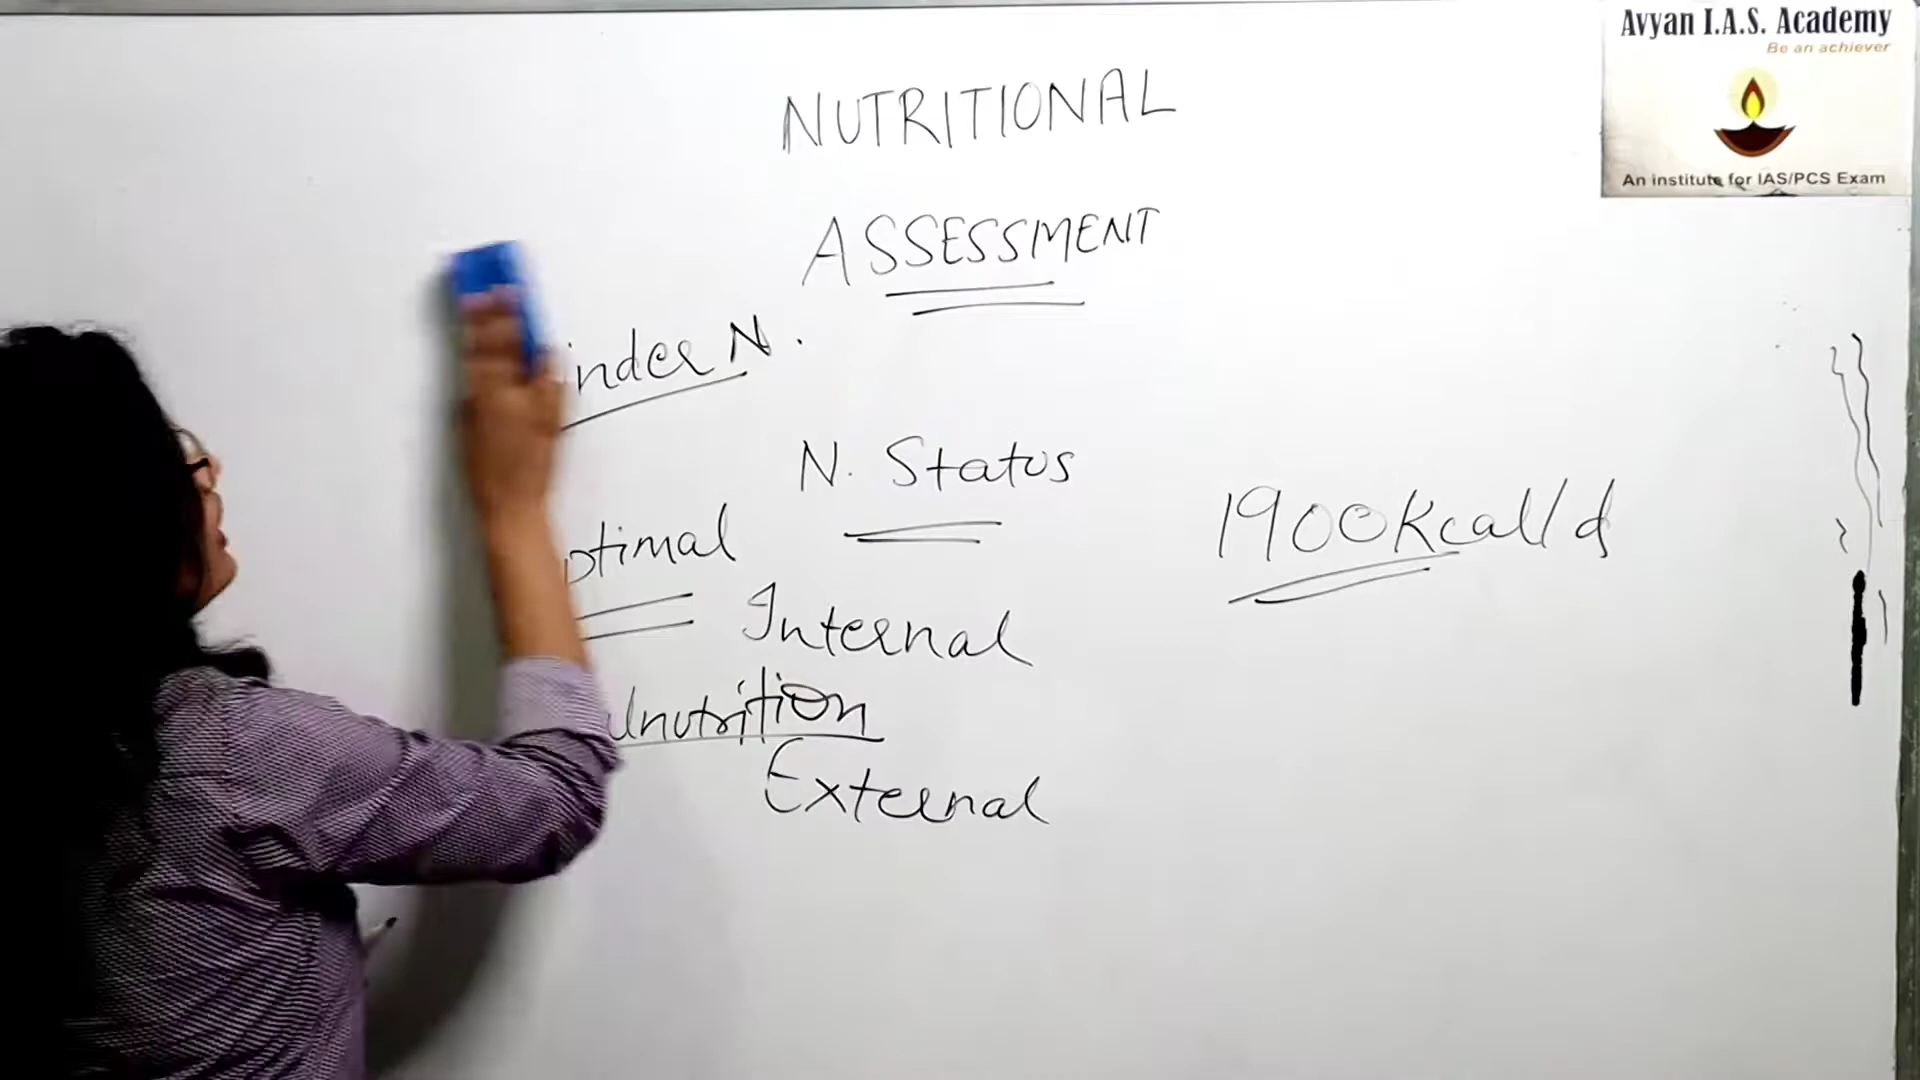 Avyan I.A.S. Academy
Be an achiever
An institute for IAS/PCS Exam
NUTRITIONAL
ASSESSMENT
nder N.
N. Status
ptimal
1900Kcal/d
Internal
lnutrition
External